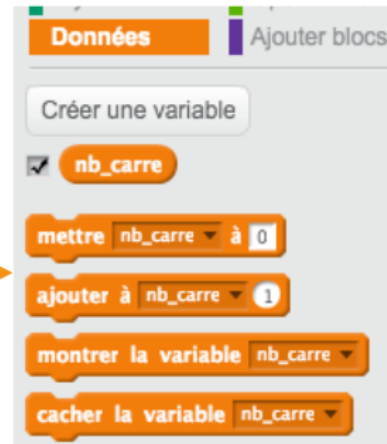 Données
Ajouter blocs
Créer une variable
nb_carre
mettre nb_carre à 0
ajouter à nb_carre 1
montrer la variable nb_carre
cacher la variable nb_carre